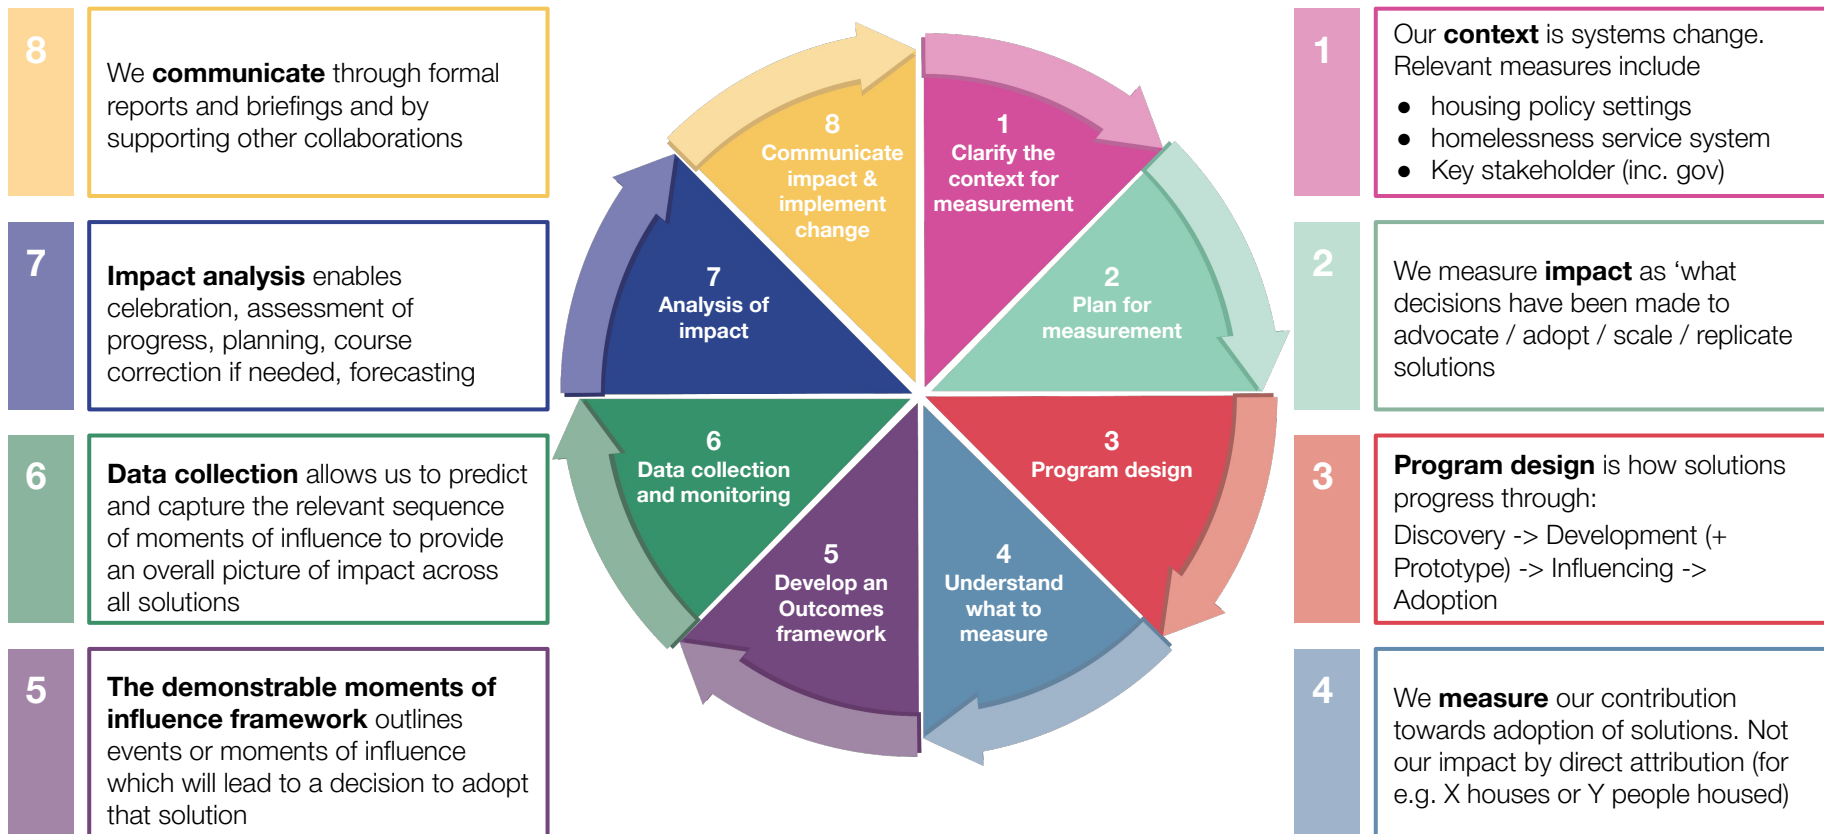 8
We communicate through formal
reports and briefings and by
supporting other collaborations
7
Impact analysis enables
celebration, assessment of
progress, planning, course
correction if needed, forecasting
6
Data collection allows us to predict
and capture the relevant sequence
of moments of influence to provide
an overall picture of impact across
all solutions
5
The demonstrable moments of
influence framework outlines
events or moments of influence
which will lead to a decision to adopt
that solution
8
Communicate
impact &
implement
change
1
Clarify the
context for
measurement
7
Analysis of
impact
2
Plan for
measurement
6
Data collection
and monitoring
3
Program design
5
Develop an
Outcomes
framework
4
Understand
what to
measure
1
Our context is systems change.
Relevant measures include
● housing policy settings
● homelessness service system
● Key stakeholder (inc. gov)
2
We measure impact as ‘what
decisions have been made to
advocate / adopt / scale / replicate
solutions
3
Program design is how solutions
progress through:
Discovery -> Development (+
Prototype) -> Influencing ->
Adoption
4
We measure our contribution
towards adoption of solutions. Not
our impact by direct attribution (for
e.g. X houses or Y people housed)